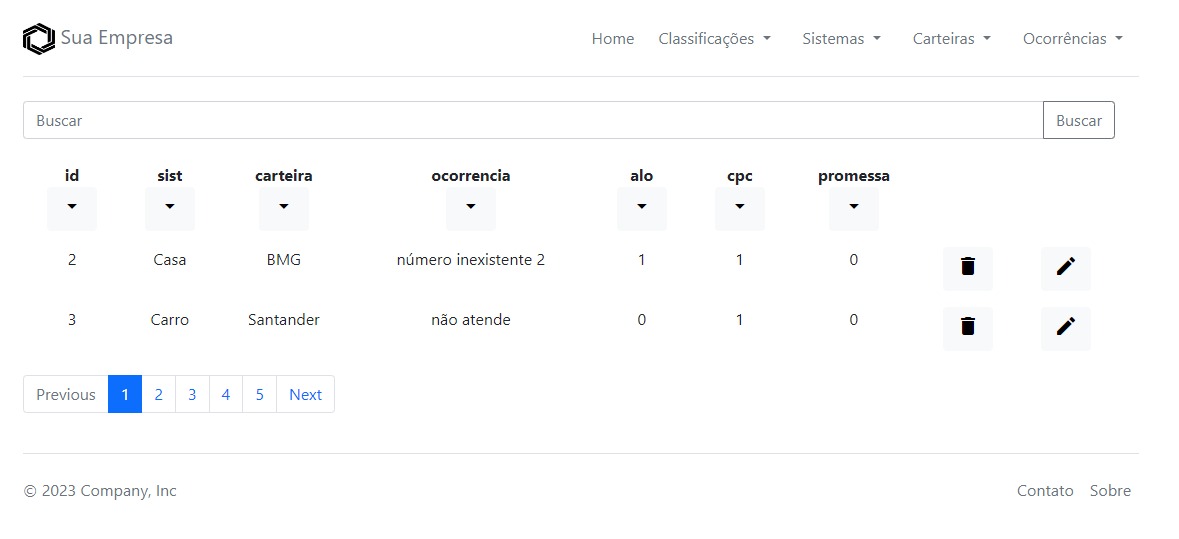 Sua Empresa Home Classificações Sistemas Carteiras Ocorrências
Buscar Buscar
id sist carteira ocorrencia alo cpc promessa
2 Casa BMG número inexistente 2 1 1 0
3 Carro Santander não atende 0 1 0
Previous 1 2 3 4 5 Next
© 2023 Company, Inc Contato Sobre